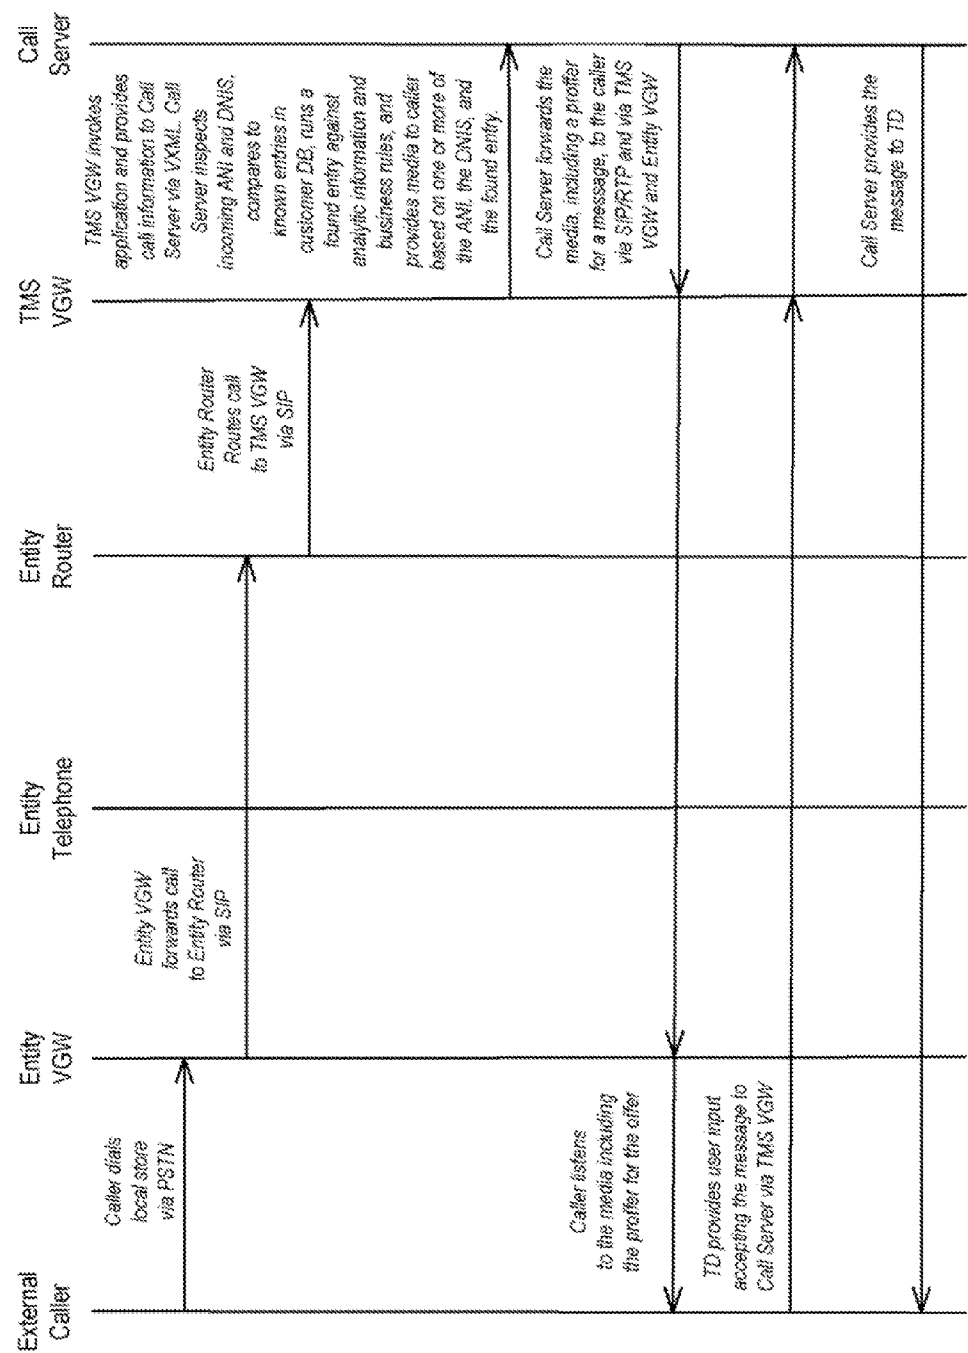 External
Caller
Entity
VGW
Entity
Telephone
Entity
Router
TMS
VGW
Call
Server
Caller dials
local store
via PSTN
Entity VGW
forwards call
to Entity Router
via SIP
Entity Router
Routes call
to TMS VGW
via SIP
TMS VGW invokes
application and provides
call information to Call
Server via VXML. Call
Server inspects
incoming ANI and DNIS,
compares to
known entries in
customer DB, runs a
found entry against
analytic information and
business rules, and
provides media to caller
based on one or more of
the ANI, the DNIS, and
the found entry.
Call Server forwards the
media, including a proffer
for a message, to the caller
via SIP/RTP and via TMS
VGW and Entity VGW
Caller listens
to the media including
the proffer for the offer
TD provides user input
accepting the message to
Call Server via TMS VGW
Call Server provides the
message to TD